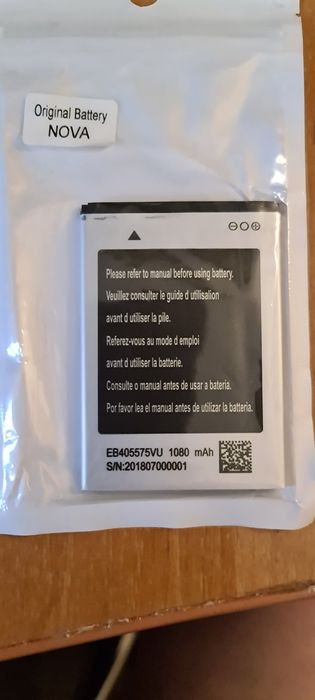 Original Battery
NOVA
Please refer to manual before using battery.
Veuillez consulter le guide d utilisation
avant d utiliser la pile.
Referez-vous au mode d emploi
avant d utiliser la batterie.
Consulte o manual antes de usar a bateria.
Por favor lea el manual antes de utilizar la batria.
EB405575VU 1080 mAh
S/N:201807000001